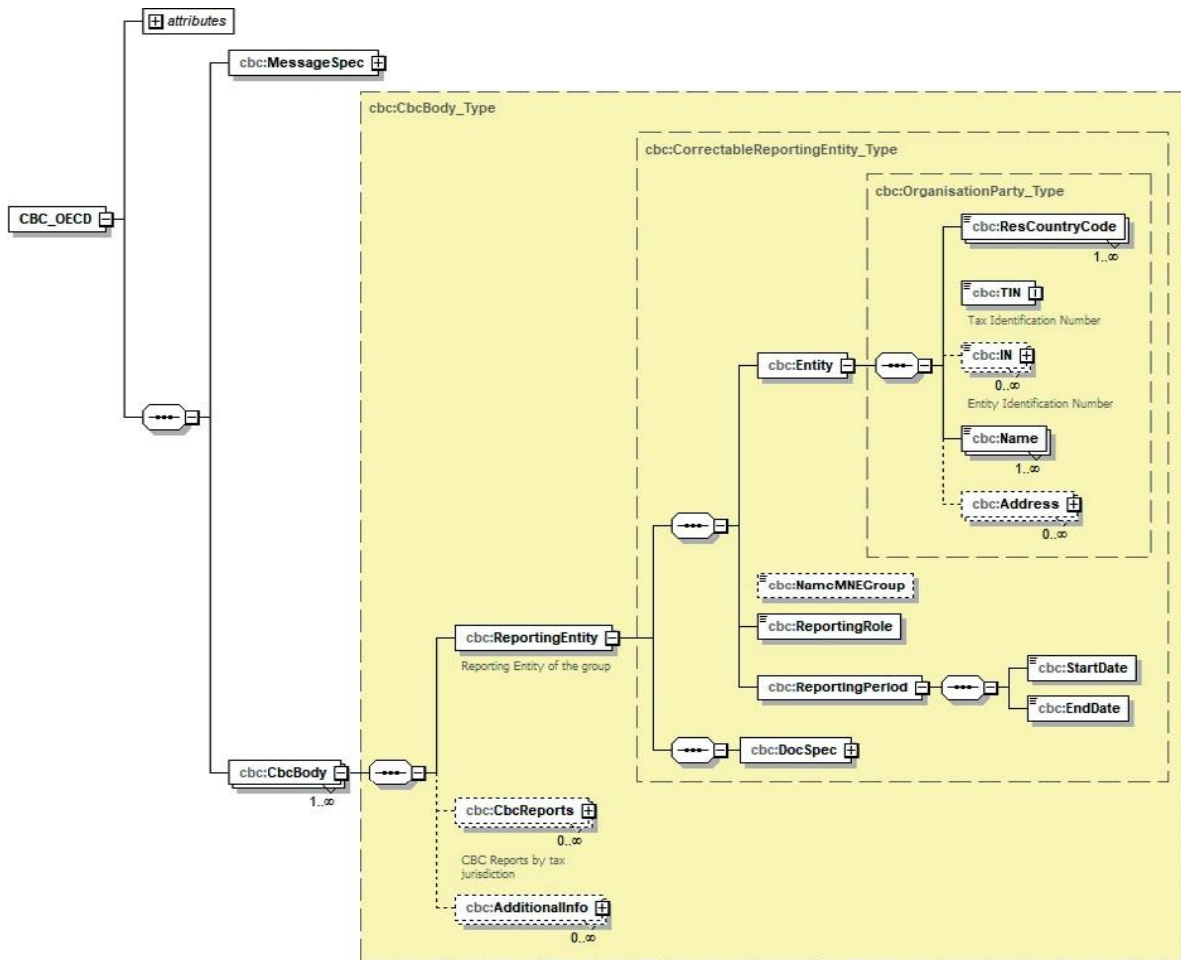 attributes
cbc:MessageSpec
cbc:CbcBody_Type
cbc:CorrectableReportingEntity_Type
cbc:OrganisationParty_Type
CBC_OECD
cbc:ResCountryCode
1..∞
cbc:TIN
Tax Identification Number
cbc:IN
0..∞
Entity Identification Number
cbc:Entity
cbc:Name
1..∞
cbc:Address
0..∞
cbc:NameMNEGroup
cbc:ReportingRole
cbc:ReportingEntity
Reporting Entity of the group
cbc:ReportingPeriod
cbc:StartDate
cbc:EndDate
cbc:DocSpec
cbc:CbcBody
1..∞
cbc:CbcReports
0..∞
CBC Reports by tax
jurisdiction
cbc:AdditionalInfo
0..∞